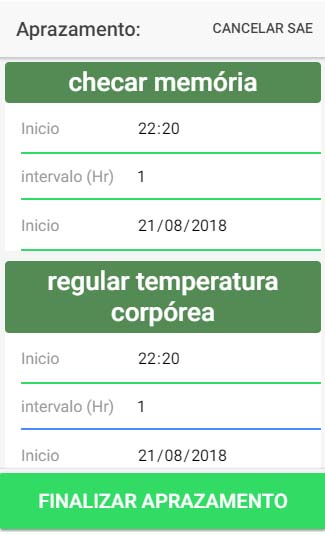 Aprazamento: CANCELAR SAE
checar memória
Inicio 22:20
intervalo (Hr) 1
Inicio 21/08/2018
regular temperatura
corpórea
Inicio 22:20
intervalo (Hr) 1
Inicio 21/08/2018
FINALIZAR APRAZAMENTO